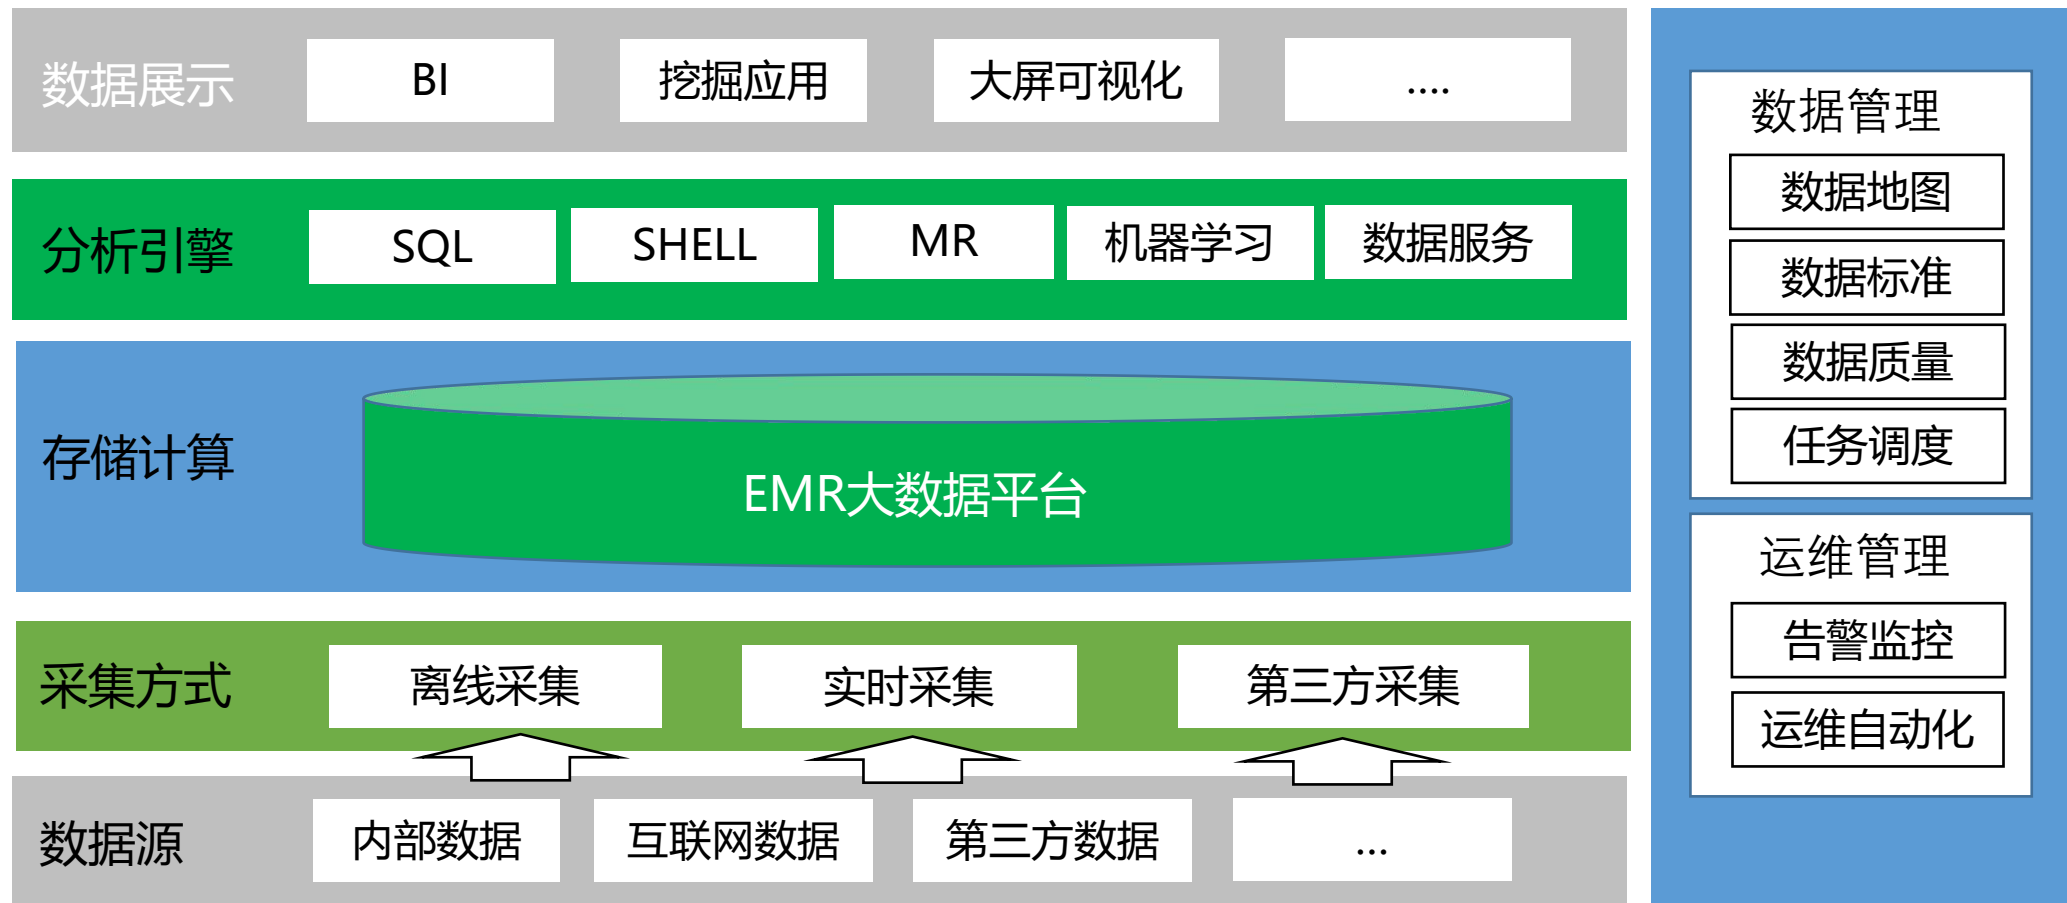 数据展示
BI
挖掘应用
大屏可视化
....
分析引擎
SQL
SHELL
MR
机器学习
数据服务
存储计算
EMR大数据平台
采集方式
离线采集
实时采集
第三方采集
数据源
内部数据
互联网数据
第三方数据
...
数据管理
数据地图
数据标准
数据质量
任务调度
运维管理
告警监控
运维自动化